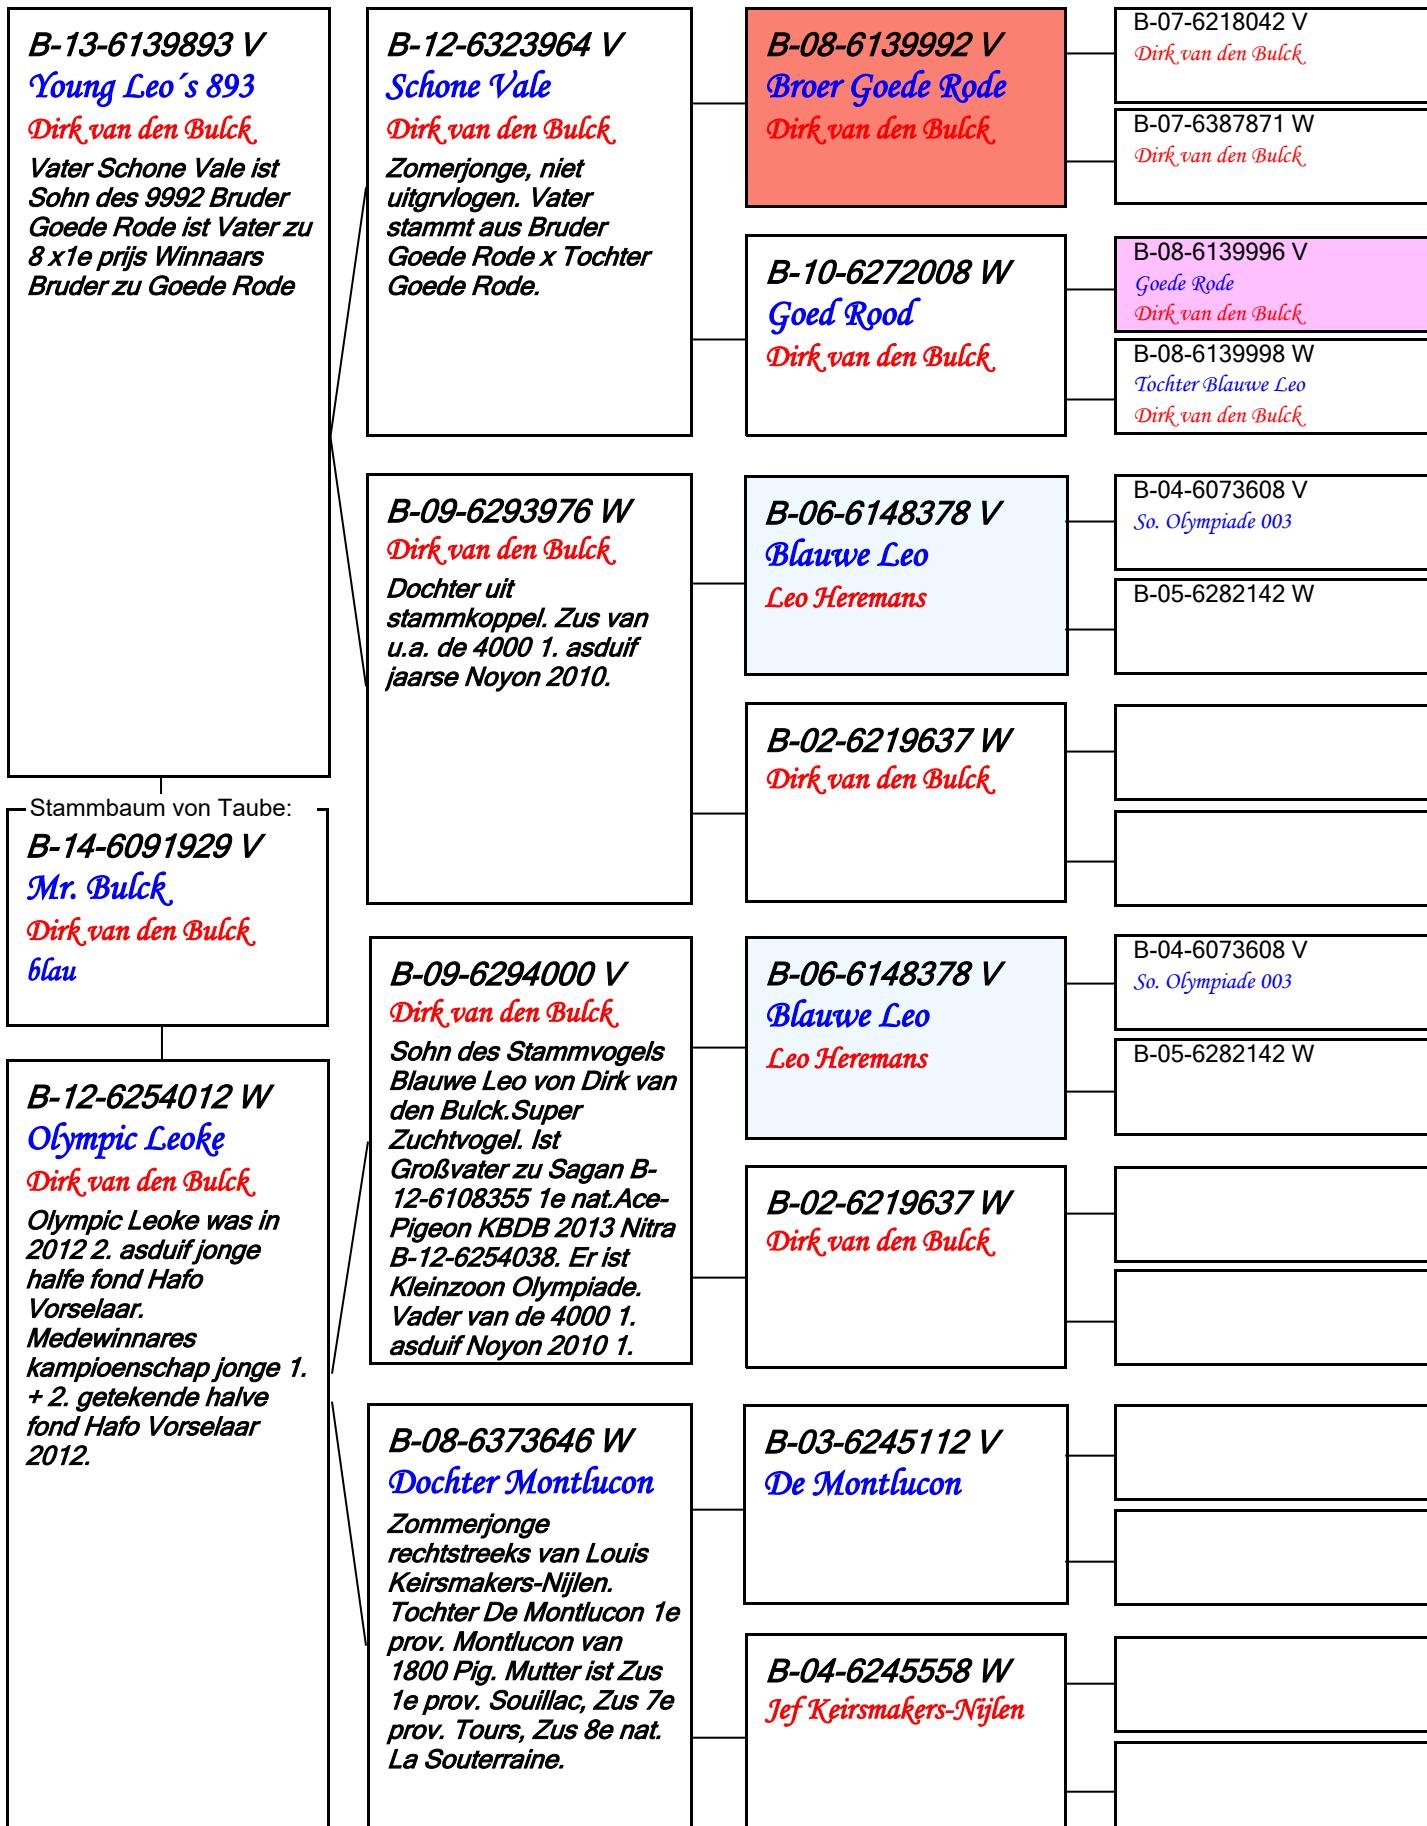 B-13-6139893 V
Young Leo´s 893
Dirk van den Bulck
Vater Schone Vale ist
Sohn des 9992 Bruder
Goede Rode ist Vater zu
8 x1e prijs Winnaars
Bruder zu Goede Rode
Stammbaum von Taube:
B-14-6091929 V
Mr. Bulck
Dirk van den Bulck
blau
B-12-6254012 W
Olympic Leoke
Dirk van den Bulck
Olympic Leoke was in
2012 2. asduif jonge
halfe fond Hafo
Vorselaar.
Medewinnares
kampioenschap jonge 1.
+ 2. getekende halve
fond Hafo Vorselaar
2012.
B-12-6323964 V
Schone Vale
Dirk van den Bulck
Zomerjonge, niet
uitgrvlogen. Vater
stammt aus Bruder
Goede Rode x Tochter
Goede Rode.
B-09-6293976 W
Dirk van den Bulck
Dochter uit
stammkoppel. Zus van
u.a. de 4000 1. asduif
jaarse Noyon 2010.
B-09-6294000 V
Dirk van den Bulck
Sohn des Stammvogels
Blauwe Leo von Dirk van
den Bulck.Super
Zuchtvogel. Ist
Großvater zu Sagan B-
12-6108355 1e nat.Ace-
Pigeon KBDB 2013 Nitra
B-12-6254038. Er ist
Kleinzoon Olympiade.
Vader van de 4000 1.
asduif Noyon 2010 1.
B-08-6373646 W
Dochter Montlucon
Zommerjonge
rechtstreeks van Louis
Keirsmakers-Nijlen.
Tochter De Montlucon 1e
prov. Montlucon van
1800 Pig. Mutter ist Zus
1e prov. Souillac, Zus 7e
prov. Tours, Zus 8e nat.
La Souterraine.
B-08-6139992 V
Broer Goede Rode
Dirk van den Bulck
B-10-6272008 W
Goed Rood
Dirk van den Bulck
B-06-6148378 V
Blauwe Leo
Leo Heremans
B-02-6219637 W
Dirk van den Bulck
B-06-6148378 V
Blauwe Leo
Leo Heremans
B-02-6219637 W
Dirk van den Bulck
B-03-6245112 V
De Montlucon
B-04-6245558 W
Jef Keirsmakers-Nijlen
B-07-6218042 V
Dirk van den Bulck
B-07-6387871 W
Dirk van den Bulck
B-08-6139996 V
Goede Rode
Dirk van den Bulck
B-08-6139998 W
Tochter Blauwe Leo
Dirk van den Bulck
B-04-6073608 V
So. Olympiade 003
B-05-6282142 W
B-04-6073608 V
So. Olympiade 003
B-05-6282142 W